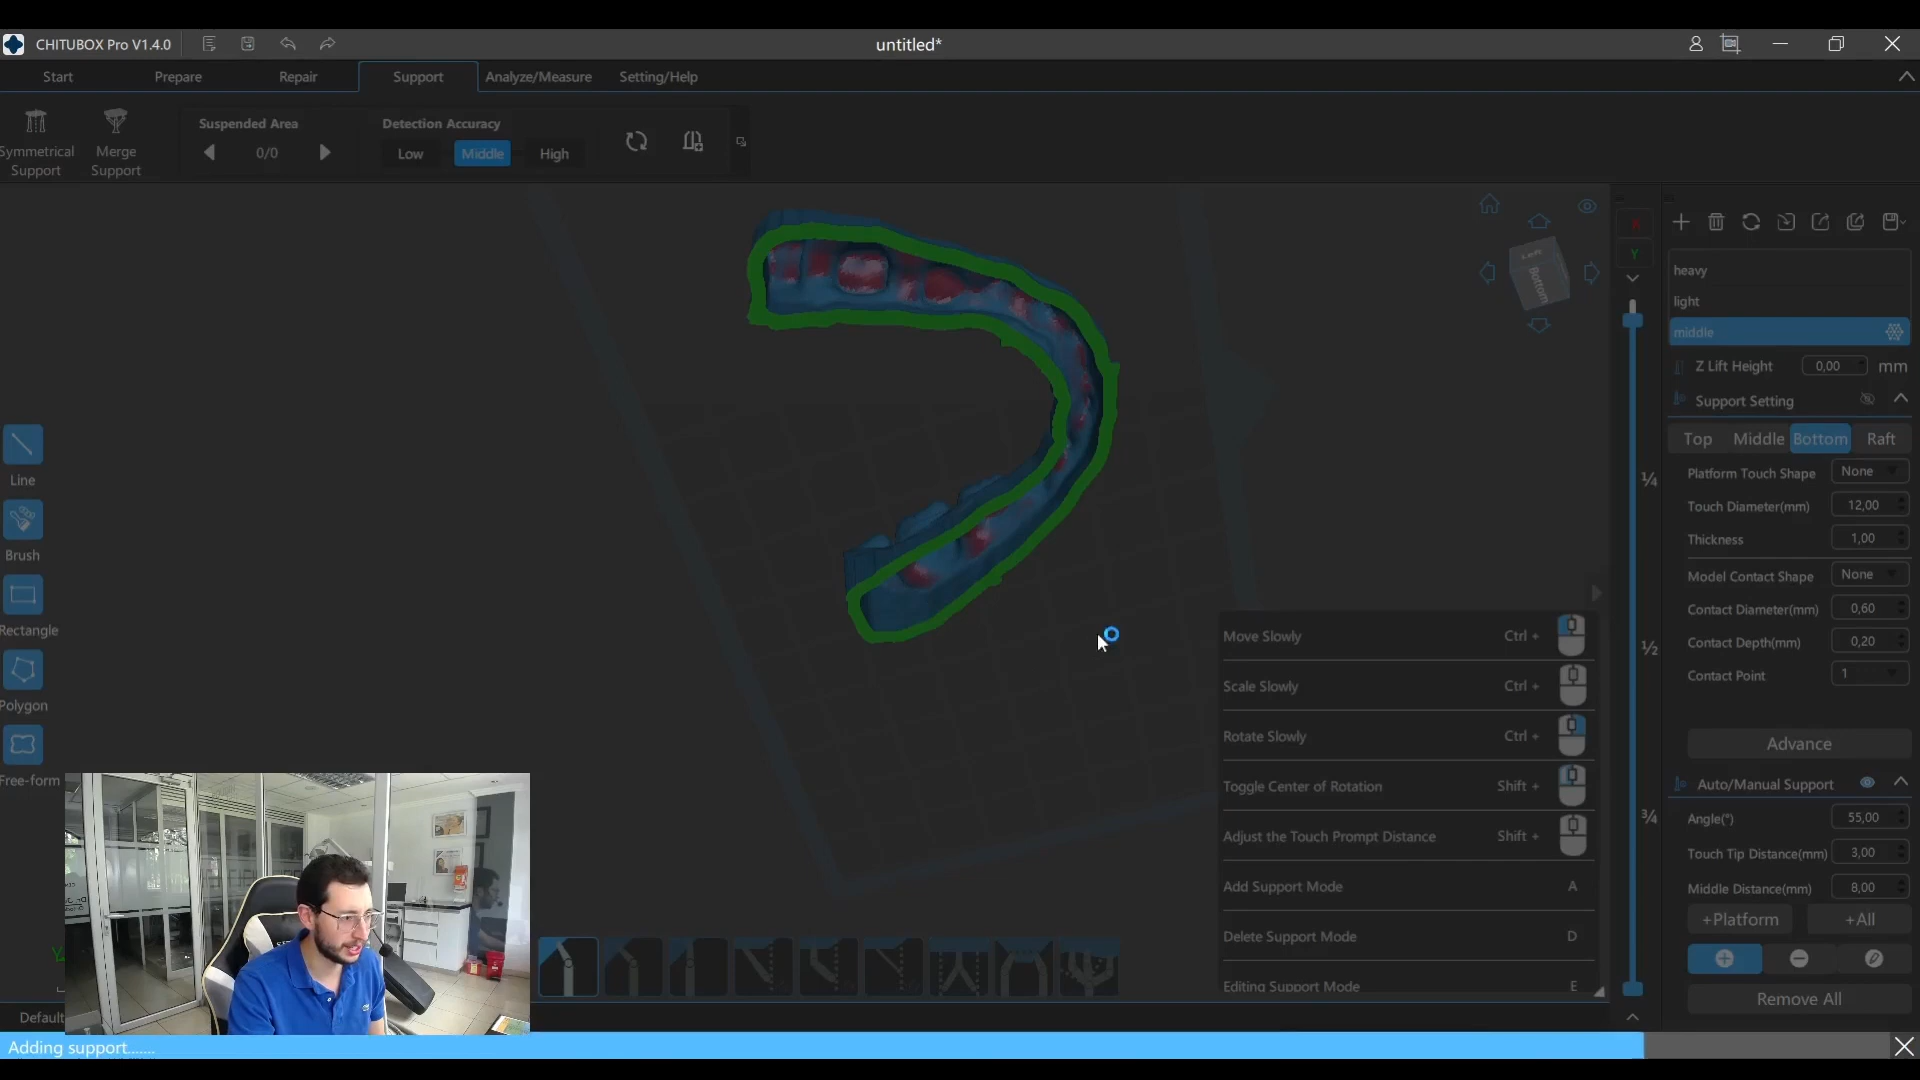 CHITUBOX Pro V1.4.0
untitled*
Start
Prepare
Repair
Support
Analyze/Measure
Setting/Help
Symmetrical
Support
Merge
Support
Suspended Area
0/0
Detection Accuracy
Low
Middle
High
Left
Bottom
Y
heavy
light
middle
Z Lift Height
0,00
mm
Support Setting
Top
Middle
Bottom
Raft
Platform Touch Shape
None
Touch Diameter(mm)
12,00
Thickness
1,00
Model Contact Shape
None
Contact Diameter(mm)
0,60
Contact Depth(mm)
0,20
Contact Point
1
Advance
Auto/Manual Support
Angle(°)
55,00
Touch Tip Distance(mm)
3,00
Middle Distance(mm)
8,00
+Platform
+All
Remove All
¼
½
¾
Line
Brush
Rectangle
Polygon
Free-form
Move Slowly
Ctrl +
Scale Slowly
Ctrl +
Rotate Slowly
Ctrl +
Toggle Center of Rotation
Shift +
Adjust the Touch Prompt Distance
Shift +
Add Support Mode
A
Delete Support Mode
D
Editing Support Mode
E
Default
Adding support.......